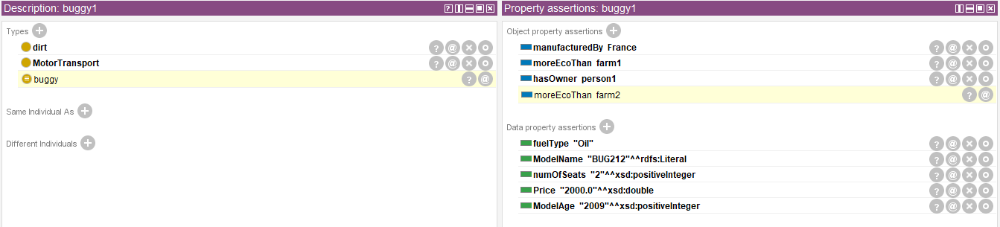 Description: buggy1
Types
dirt
MotorTransport
buggy
Same Individual As
Different Individuals
Property assertions: buggy1
Object property assertions
manufacturedBy France
moreEcoThan farm1
hasOwner person1
moreEcoThan farm2
Data property assertions
fuelType "Oil"
ModelName "BUG212"^^rdfs:Literal
numOfSeats "2"^^xsd:positiveInteger
Price "2000.0"^^xsd:double
ModelAge "2009"^^xsd:positiveInteger